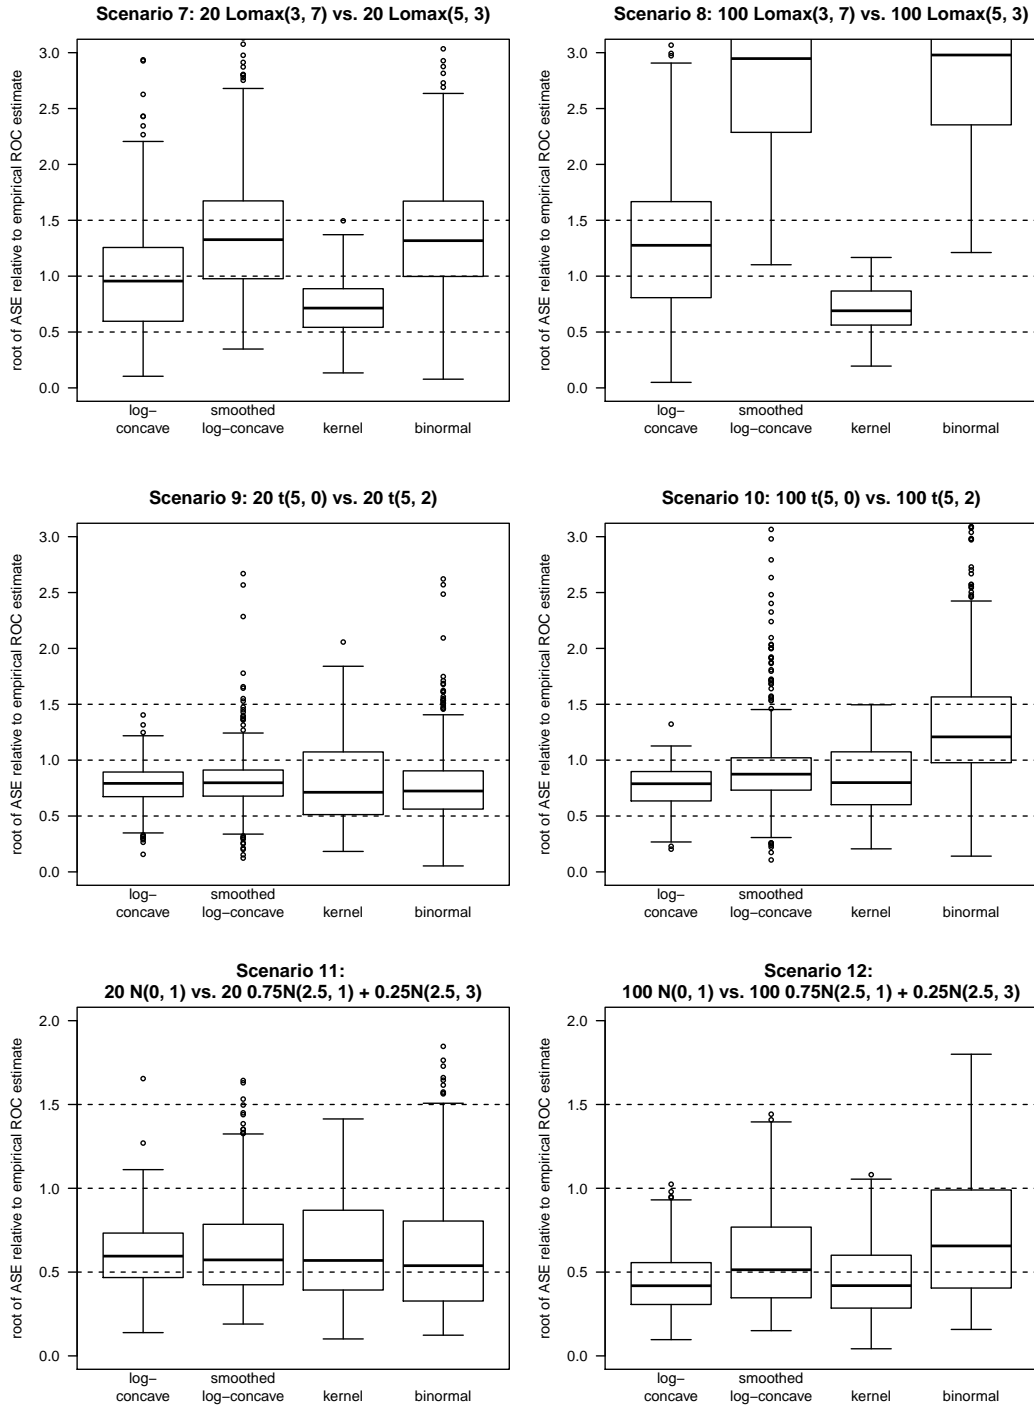 Scenario 7: 20 Lomax(3, 7) vs. 20 Lomax(5, 3)
root of ASE relative to empirical ROC estimate
3.0
2.5
2.0
1.5
1.0
0.5
0.0
log−
concave
smoothed
log−concave
kernel
binormal
Scenario 8: 100 Lomax(3, 7) vs. 100 Lomax(5, 3)
root of ASE relative to empirical ROC estimate
3.0
2.5
2.0
1.5
1.0
0.5
0.0
log−
concave
smoothed
log−concave
kernel
binormal
Scenario 9: 20 t(5, 0) vs. 20 t(5, 2)
root of ASE relative to empirical ROC estimate
3.0
2.5
2.0
1.5
1.0
0.5
0.0
log−
concave
smoothed
log−concave
kernel
binormal
Scenario 10: 100 t(5, 0) vs. 100 t(5, 2)
root of ASE relative to empirical ROC estimate
3.0
2.5
2.0
1.5
1.0
0.5
0.0
log−
concave
smoothed
log−concave
kernel
binormal
Scenario 11:
20 N(0, 1) vs. 20 0.75N(2.5, 1) + 0.25N(2.5, 3)
root of ASE relative to empirical ROC estimate
2.0
1.5
1.0
0.5
0.0
log−
concave
smoothed
log−concave
kernel
binormal
Scenario 12:
100 N(0, 1) vs. 100 0.75N(2.5, 1) + 0.25N(2.5, 3)
root of ASE relative to empirical ROC estimate
2.0
1.5
1.0
0.5
0.0
log−
concave
smoothed
log−concave
kernel
binormal